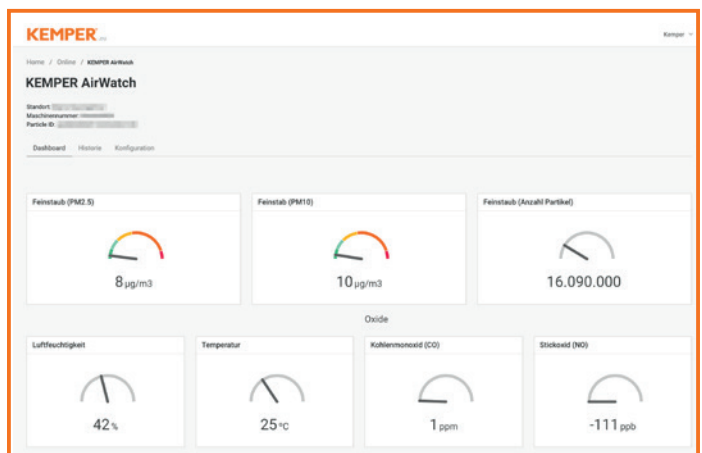 KEMPER
Kemper
Home / Online / KEMPER AirWatch
KEMPER AirWatch
Standort:
Maschinennummer:
Particle ID:
Dashboard Historie Konfiguration
Feinstaub (PM2.5) Feinstab (PM10) Feinstaub (Anzahl Partikel)
8 µg/m3 10 µg/m3 16.090.000
Oxide
Luftfeuchtigkeit Temperatur Kohlenmonoxid (CO) Stickoxid (NO)
42 % 25 °C 1 ppm -111 ppb